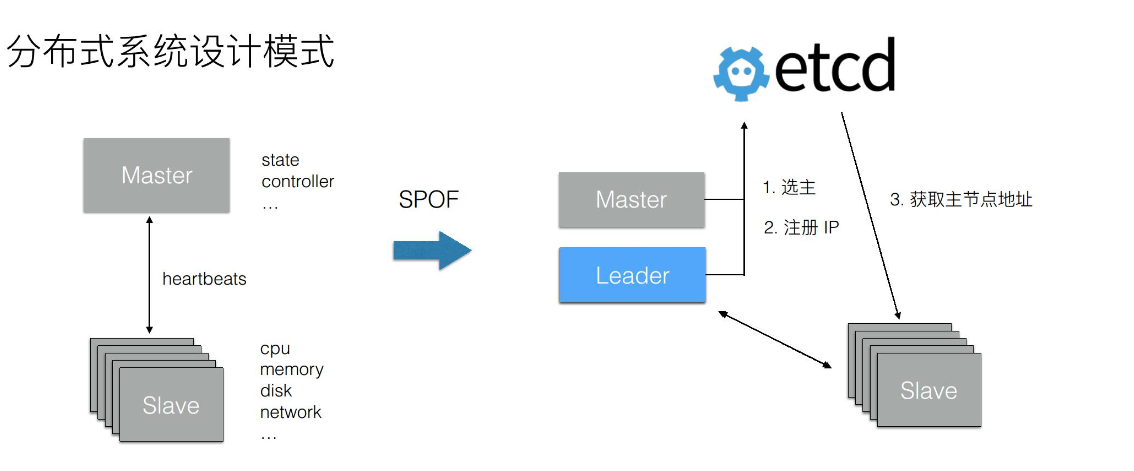 分布式系统设计模式
etcd
Master
state
controller
...
heartbeats
Slave
cpu
memory
disk
network
...
SPOF
Master
Leader
1. 选主
2. 注册 IP
3. 获取主节点地址
Slave